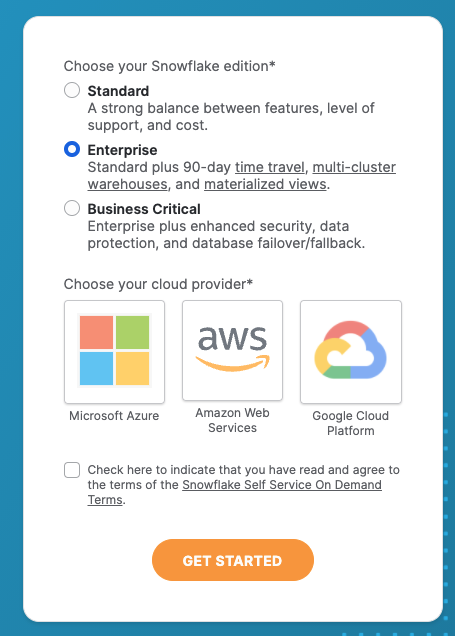 Choose your Snowflake edition*
Standard
A strong balance between features, level of
support, and cost.
Enterprise
Standard plus 90-day time travel, multi-cluster
warehouses, and materialized views.
Business Critical
Enterprise plus enhanced security, data
protection, and database failover/fallback.
Choose your cloud provider*
aws
Microsoft Azure
Amazon Web
Services
Google Cloud
Platform
Check here to indicate that you have read and agree to
the terms of the Snowflake Self Service On Demand
Terms.
GET STARTED